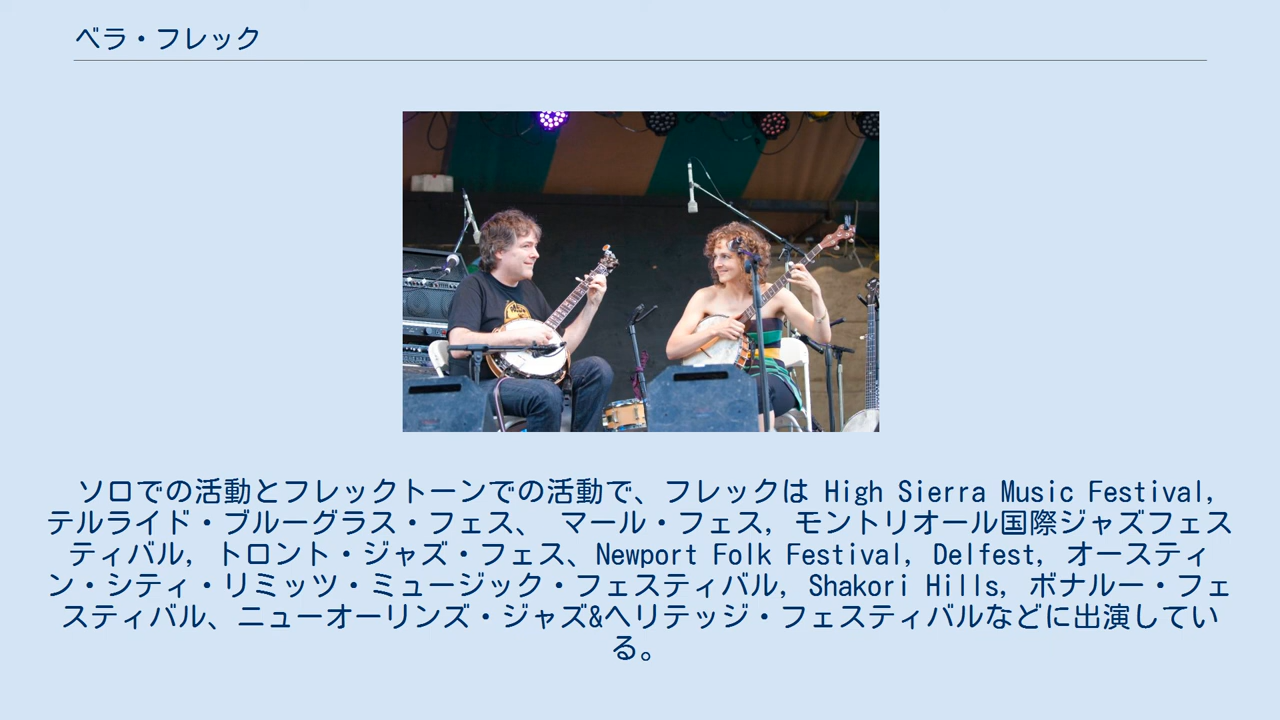 ベラ・フレック
ソロでの活動とフレックトーンでの活動で、フレックは High Sierra Music Festival,
テルライド・ブルーグラス・フェス、 マール・フェス, モントリオール国際ジャズフェス
ティバル, トロント・ジャズ・フェス、Newport Folk Festival, Delfest, オースティ
ン・シティ・リミッツ・ミュージック・フェスティバル, Shakori Hills, ボナルー・フェ
スティバル、ニューオーリンズ・ジャズ&ヘリテッジ・フェスティバルなどに出演してい
る。